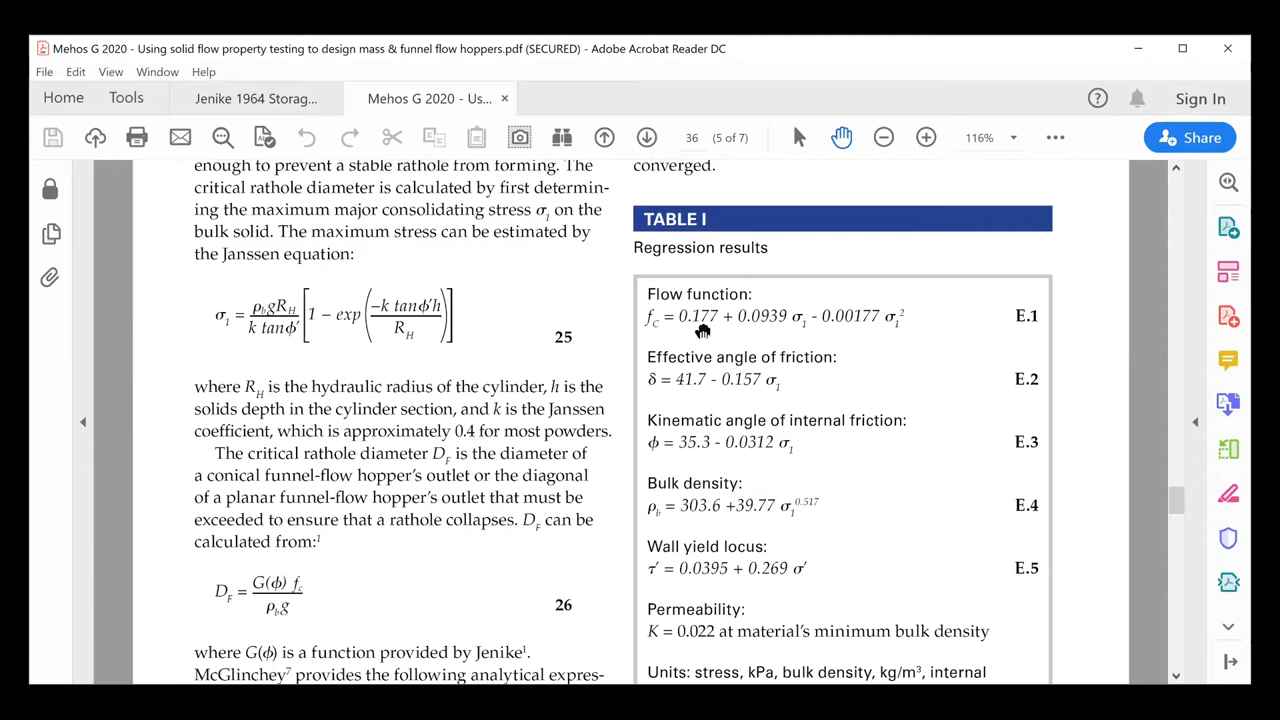 Mehos G 2020 - Using solid flow property testing to design mass & funnel flow hoppers.pdf (SECURED) - Adobe Acrobat Reader DC
File Edit View Window Help
Home Tools Jenike 1964 Storag... Mehos G 2020 - Us... × Sign In
36 (5 of 7) 116% Share
enough to prevent a stable rathole from forming. The
critical rathole diameter is calculated by first determin-
ing the maximum major consolidating stress σ₁ on the
bulk solid. The maximum stress can be estimated by
the Janssen equation:
σ₁ = ρ_b g R_H / k tanϕ′ [1 − exp(−k tanϕ′h / R_H)]
25
where R_H is the hydraulic radius of the cylinder, h is the
solids depth in the cylinder section, and k is the Janssen
coefficient, which is approximately 0.4 for most powders.
The critical rathole diameter D_F is the diameter of
a conical funnel-flow hopper's outlet or the diagonal
of a planar funnel-flow hopper's outlet that must be
exceeded to ensure that a rathole collapses. D_F can be
calculated from:¹
D_F = G(ϕ) f_c / ρ_b g
26
where G(ϕ) is a function provided by Jenike¹.
McGlinchey⁷ provides the following analytical expres-
converged.
TABLE I
Regression results
Flow function:
f_C = 0.177 + 0.0939 σ₁ - 0.00177 σ₁² E.1
Effective angle of friction:
δ = 41.7 - 0.157 σ₁ E.2
Kinematic angle of internal friction:
ϕ = 35.3 - 0.0312 σ₁ E.3
Bulk density:
ρ_b = 303.6 +39.77 σ₁^0.517 E.4
Wall yield locus:
τ′ = 0.0395 + 0.269 σ′ E.5
Permeability:
K = 0.022 at material's minimum bulk density
Units: stress, kPa, bulk density, kg/m³, internal